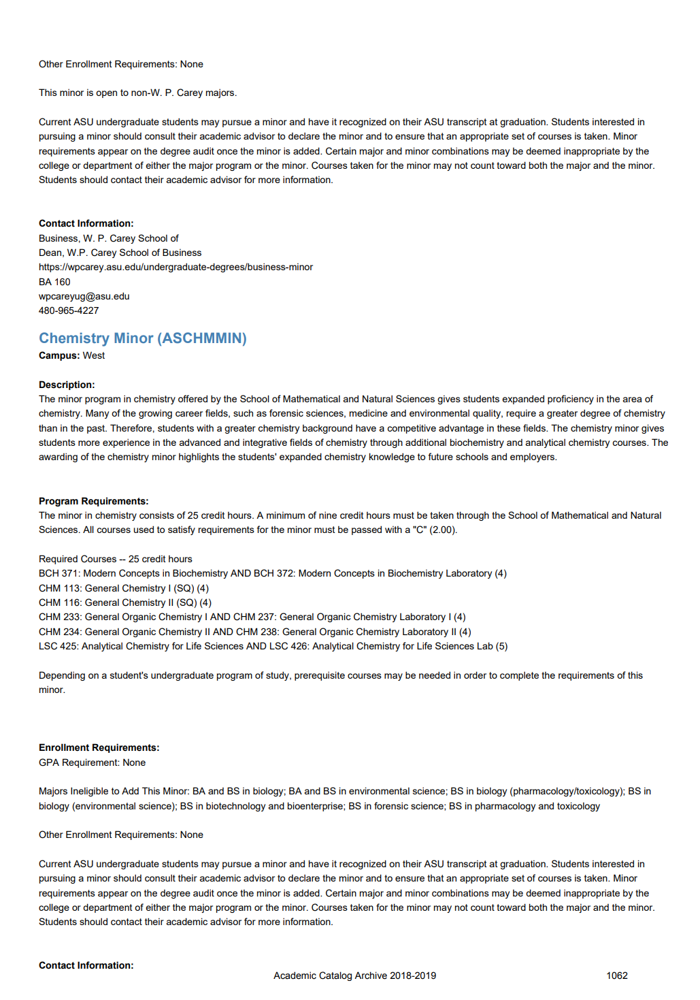 Other Enrollment Requirements: None
This minor is open to non-W. P. Carey majors.
Current ASU undergraduate students may pursue a minor and have it recognized on their ASU transcript at graduation. Students interested in
pursuing a minor should consult their academic advisor to declare the minor and to ensure that an appropriate set of courses is taken. Minor
requirements appear on the degree audit once the minor is added. Certain major and minor combinations may be deemed inappropriate by the
college or department of either the major program or the minor. Courses taken for the minor may not count toward both the major and the minor.
Students should contact their academic advisor for more information.
Contact Information:
Business, W. P. Carey School of
Dean, W.P. Carey School of Business
https://wpcarey.asu.edu/undergraduate-degrees/business-minor
BA 160
wpcareyug@asu.edu
480-965-4227
Chemistry Minor (ASCHMMIN)
Campus: West
Description:
The minor program in chemistry offered by the School of Mathematical and Natural Sciences gives students expanded proficiency in the area of
chemistry. Many of the growing career fields, such as forensic sciences, medicine and environmental quality, require a greater degree of chemistry
than in the past. Therefore, students with a greater chemistry background have a competitive advantage in these fields. The chemistry minor gives
students more experience in the advanced and integrative fields of chemistry through additional biochemistry and analytical chemistry courses. The
awarding of the chemistry minor highlights the students' expanded chemistry knowledge to future schools and employers.
Program Requirements:
The minor in chemistry consists of 25 credit hours. A minimum of nine credit hours must be taken through the School of Mathematical and Natural
Sciences. All courses used to satisfy requirements for the minor must be passed with a "C" (2.00).
Required Courses -- 25 credit hours
BCH 371: Modern Concepts in Biochemistry AND BCH 372: Modern Concepts in Biochemistry Laboratory (4)
CHM 113: General Chemistry I (SQ) (4)
CHM 116: General Chemistry II (SQ) (4)
CHM 233: General Organic Chemistry I AND CHM 237: General Organic Chemistry Laboratory I (4)
CHM 234: General Organic Chemistry II AND CHM 238: General Organic Chemistry Laboratory II (4)
LSC 425: Analytical Chemistry for Life Sciences AND LSC 426: Analytical Chemistry for Life Sciences Lab (5)
Depending on a student's undergraduate program of study, prerequisite courses may be needed in order to complete the requirements of this
minor.
Enrollment Requirements:
GPA Requirement: None
Majors Ineligible to Add This Minor: BA and BS in biology; BA and BS in environmental science; BS in biology (pharmacology/toxicology); BS in
biology (environmental science); BS in biotechnology and bioenterprise; BS in forensic science; BS in pharmacology and toxicology
Other Enrollment Requirements: None
Current ASU undergraduate students may pursue a minor and have it recognized on their ASU transcript at graduation. Students interested in
pursuing a minor should consult their academic advisor to declare the minor and to ensure that an appropriate set of courses is taken. Minor
requirements appear on the degree audit once the minor is added. Certain major and minor combinations may be deemed inappropriate by the
college or department of either the major program or the minor. Courses taken for the minor may not count toward both the major and the minor.
Students should contact their academic advisor for more information.
Contact Information:
Academic Catalog Archive 2018-2019 1062